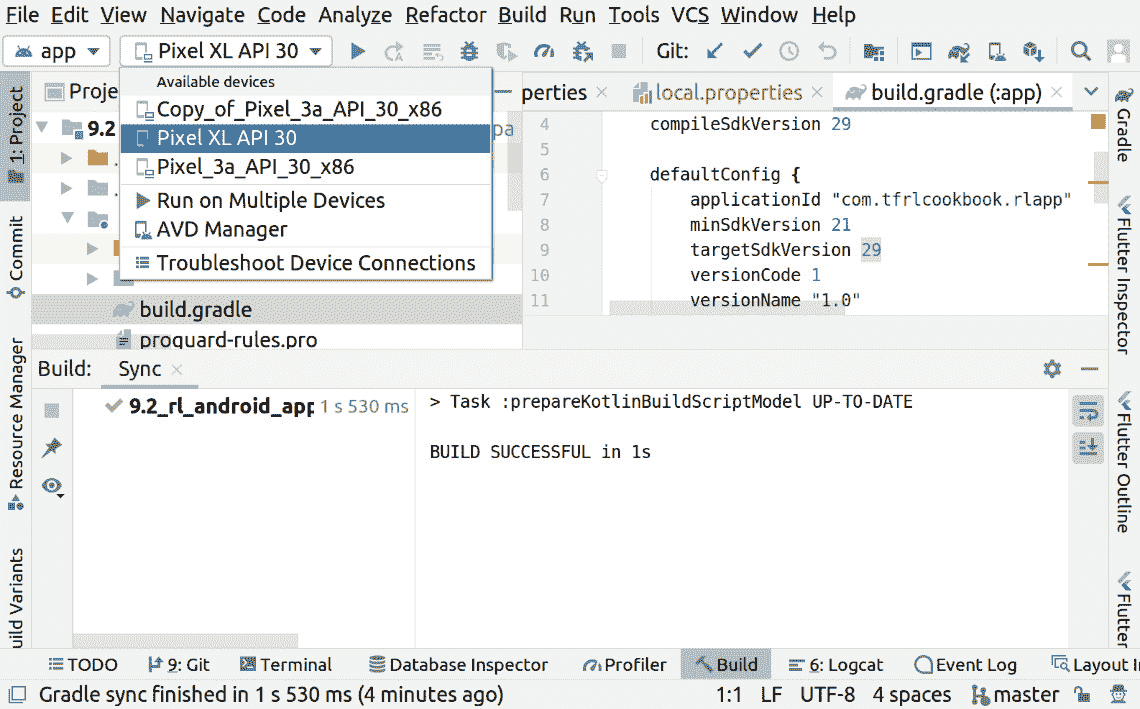 File Edit View Navigate Code Analyze Refactor Build Run Tools VCS Window Help
app Pixel XL API 30 Git:
Available devices
Copy_of_Pixel_3a_API_30_x86
Pixel XL API 30
Pixel_3a_API_30_x86
Run on Multiple Devices
AVD Manager
Troubleshoot Device Connections
1: Project
Commit
Resource Manager
uild Variants
Proje
9.2
pa
build.gradle
proguard-rules.pro
perties local.properties build.gradle (:app)
4 compileSdkVersion 29
5
6 defaultConfig {
7 applicationId "com.tfrlcookbook.rlapp"
8 minSdkVersion 21
9 targetSdkVersion 29
10 versionCode 1
11 versionName "1.0"
Gradle
Flutter Inspector
Flutter Outline
Flutter
Build: Sync
9.2_rl_android_app 1 s 530 ms
> Task :prepareKotlinBuildScriptModel UP-TO-DATE
BUILD SUCCESSFUL in 1s
TODO 9: Git Terminal Database Inspector Profiler Build 6: Logcat Event Log Layout I
Gradle sync finished in 1 s 530 ms (4 minutes ago) 1:1 LF UTF-8 4 spaces master